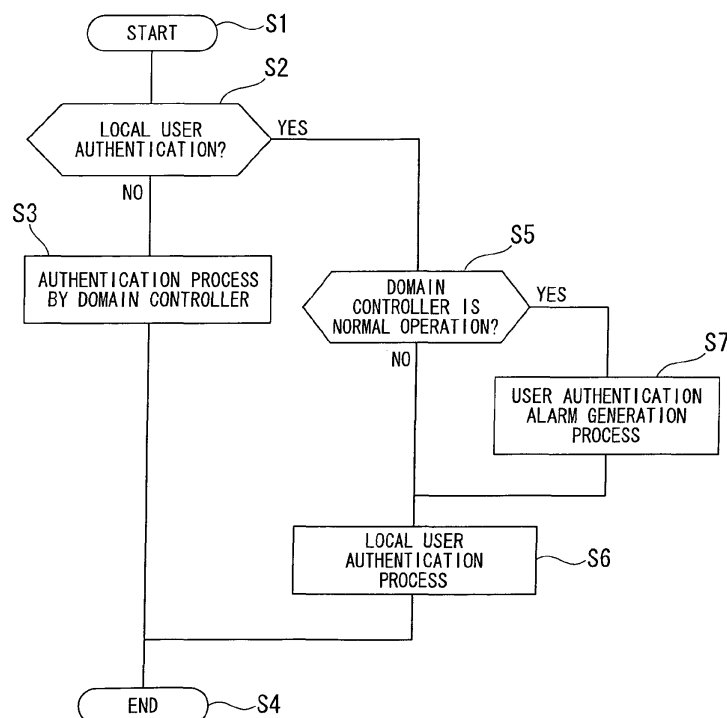 START
S1
S2
LOCAL USER
AUTHENTICATION?
YES
NO
S3
AUTHENTICATION PROCESS
BY DOMAIN CONTROLLER
S5
DOMAIN
CONTROLLER IS
NORMAL OPERATION?
YES
NO
S7
USER AUTHENTICATION
ALARM GENERATION
PROCESS
LOCAL USER
AUTHENTICATION
PROCESS
S6
END
S4